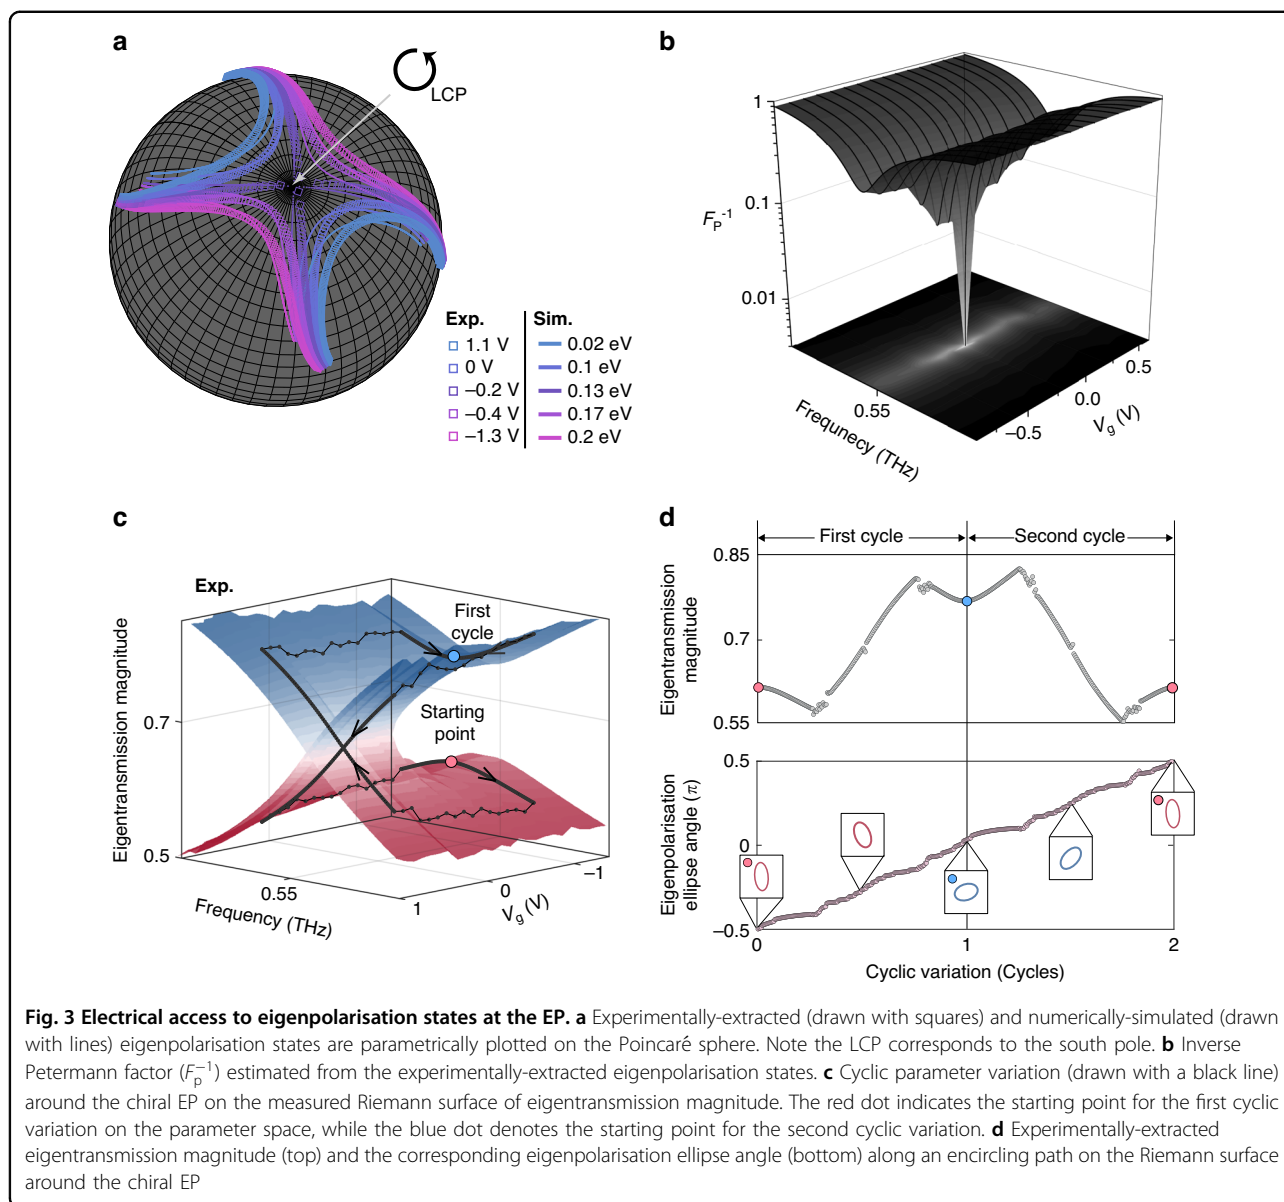 a
LCP
Exp.
Sim.
1.1 V
0.02 eV
0 V
0.1 eV
–0.2 V
0.13 eV
–0.4 V
0.17 eV
–1.3 V
0.2 eV
b
1
0.1
0.01
F_P^-1
0.55
Frequnecy (THz)
–0.5
0.0
0.5
V_g (V)
c
Exp.
First
cycle
Starting
point
Eigentransmission magnitude
0.7
0.5
0.55
Frequency (THz)
1
0
–1
V_g (V)
d
First cycle
Second cycle
Eigentransmission
magnitude
0.85
0.7
0.55
Eigenpolarisation
ellipse angle (π)
0.5
0
–0.5
0
1
2
Cyclic variation (Cycles)
Fig. 3 Electrical access to eigenpolarisation states at the EP. a Experimentally-extracted (drawn with squares) and numerically-simulated (drawn
with lines) eigenpolarisation states are parametrically plotted on the Poincaré sphere. Note the LCP corresponds to the south pole. b Inverse
Petermann factor (F_p^−1) estimated from the experimentally-extracted eigenpolarisation states. c Cyclic parameter variation (drawn with a black line)
around the chiral EP on the measured Riemann surface of eigentransmission magnitude. The red dot indicates the starting point for the first cyclic
variation on the parameter space, while the blue dot denotes the starting point for the second cyclic variation. d Experimentally-extracted
eigentransmission magnitude (top) and the corresponding eigenpolarisation ellipse angle (bottom) along an encircling path on the Riemann surface
around the chiral EP